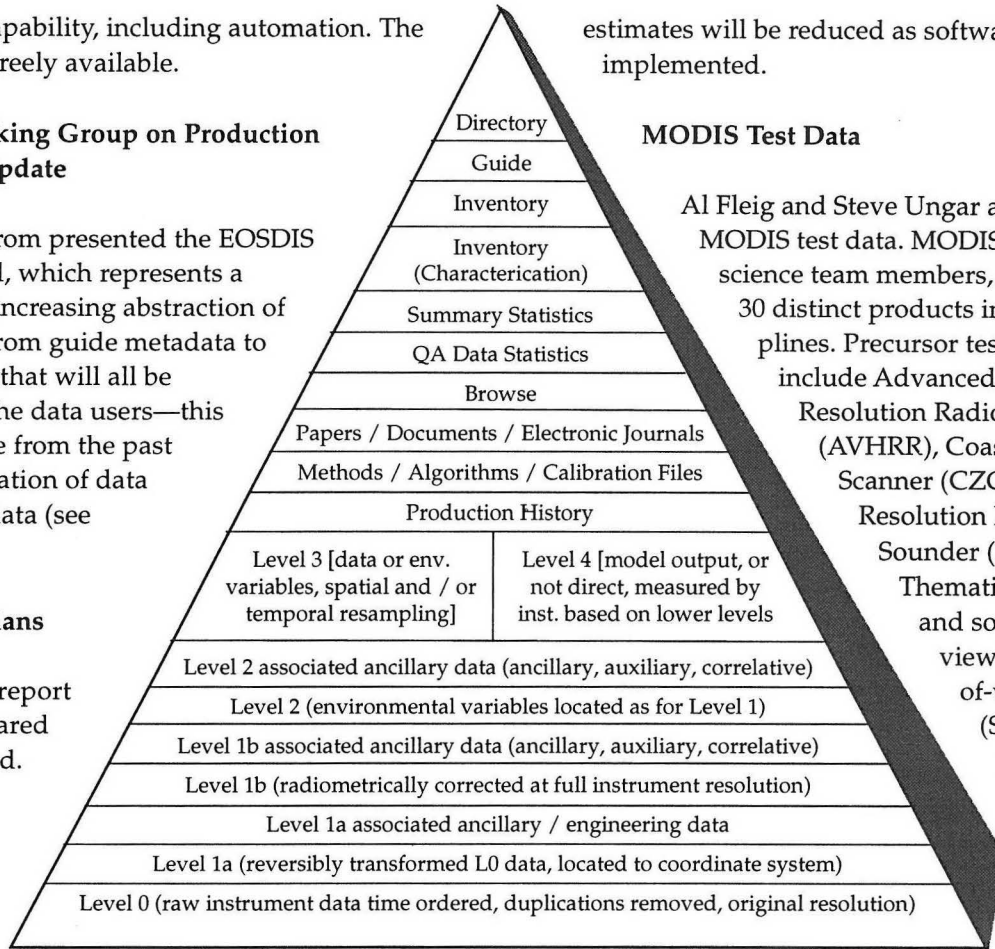 pability, including automation. The
reely available.
king Group on Production
pdate
rom presented the EOSDIS
l, which represents a
ncreasing abstraction of
rom guide metadata to
that will all be
he data users—this
e from the past
ation of data
ata (see
ans
report
ared
d.
Directory
Guide
Inventory
Inventory
(Characterication)
Summary Statistics
QA Data Statistics
Browse
Papers / Documents / Electronic Journals
Methods / Algorithms / Calibration Files
Production History
Level 3 [data or env.
variables, spatial and / or
temporal resampling]
Level 4 [model output, or
not direct, measured by
inst. based on lower levels
Level 2 associated ancillary data (ancillary, auxiliary, correlative)
Level 2 (environmental variables located as for Level 1)
Level 1b associated ancillary data (ancillary, auxiliary, correlative)
Level 1b (radiometrically corrected at full instrument resolution)
Level 1a associated ancillary / engineering data
Level 1a (reversibly transformed L0 data, located to coordinate system)
Level 0 (raw instrument data time ordered, duplications removed, original resolution)
estimates will be reduced as softwa
implemented.
MODIS Test Data
Al Fleig and Steve Ungar a
MODIS test data. MODIS
science team members,
30 distinct products in
plines. Precursor tes
include Advanced
Resolution Radio
(AVHRR), Coas
Scanner (CZC
Resolution I
Sounder (
Themati
and so
view
of-
(S